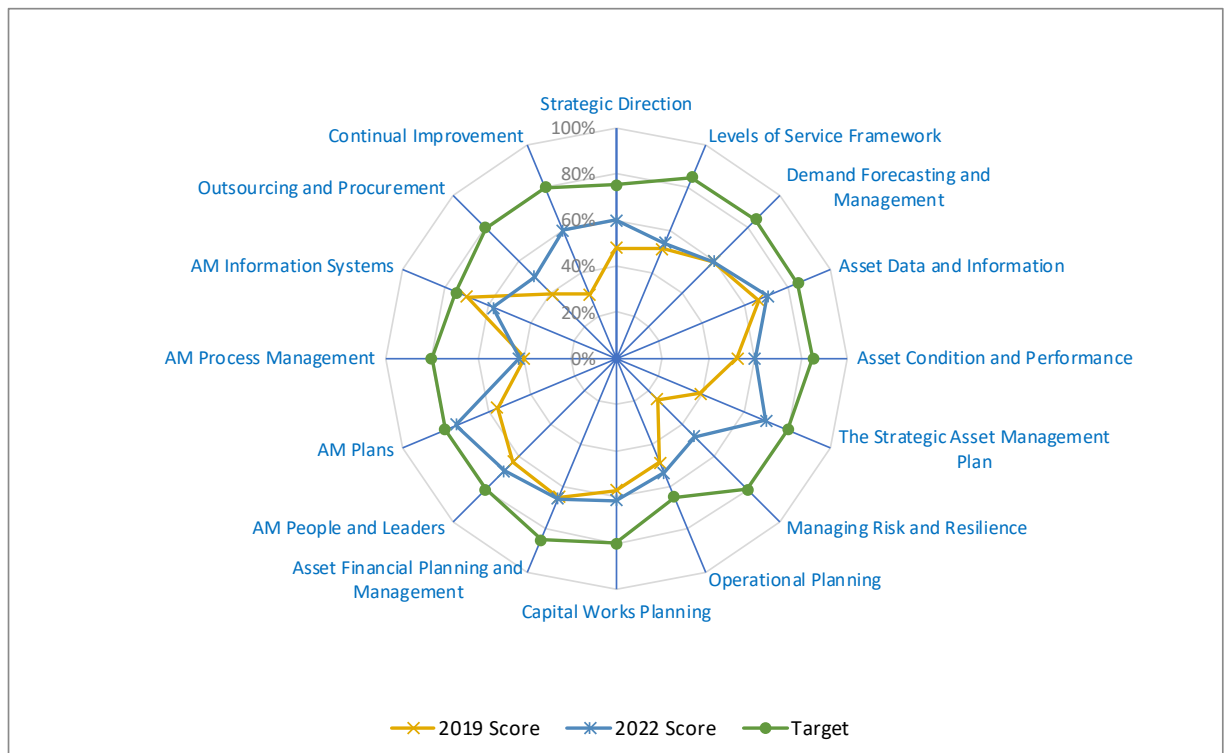 Strategic Direction
100%
80%
60%
40%
20%
0%
Levels of Service Framework
Demand Forecasting and
Management
Asset Data and Information
Asset Condition and Performance
The Strategic Asset Management
Plan
Managing Risk and Resilience
Operational Planning
Capital Works Planning
Asset Financial Planning and
Management
AM People and Leaders
AM Plans
AM Process Management
AM Information Systems
Outsourcing and Procurement
Continual Improvement
2019 Score
2022 Score
Target